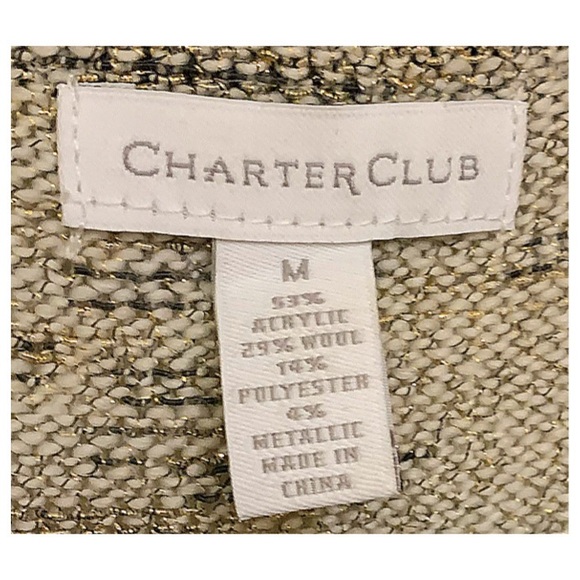 CHARTER CLUB
M
53%
ACRYLIC
29% WOOL
14%
POLYESTER
4%
METALLIC
MADE IN
CHINA